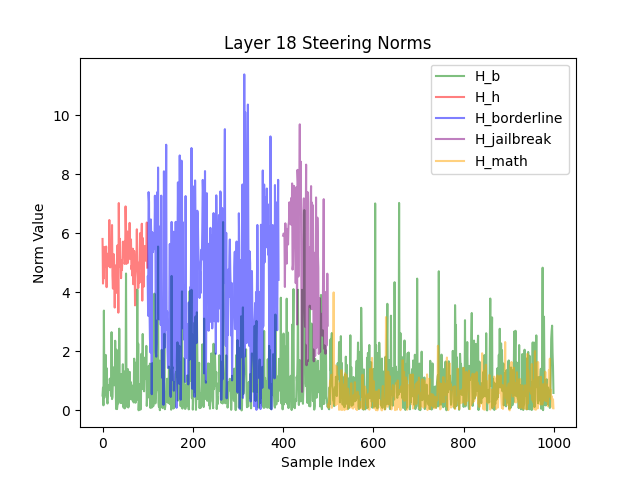 Layer 18 Steering Norms
H_b
H_h
H_borderline
H_jailbreak
H_math
10
8
6
4
2
0
Norm Value
0
200
400
600
800
1000
Sample Index